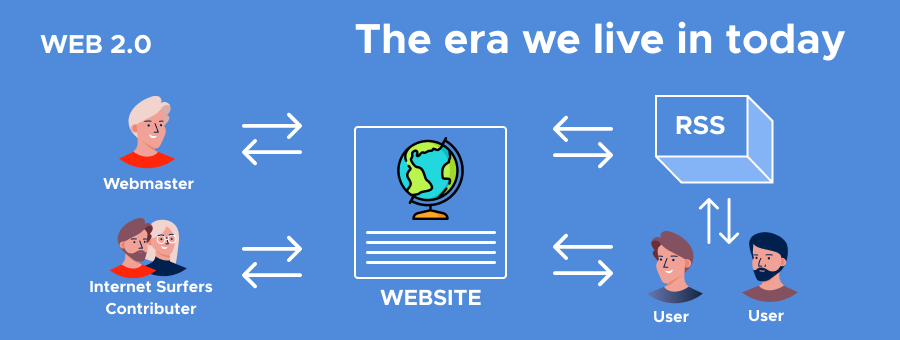 WEB 2.0
The era we live in today
Webmaster
RSS
Internet Surfers
Contributer
WEBSITE
User
User